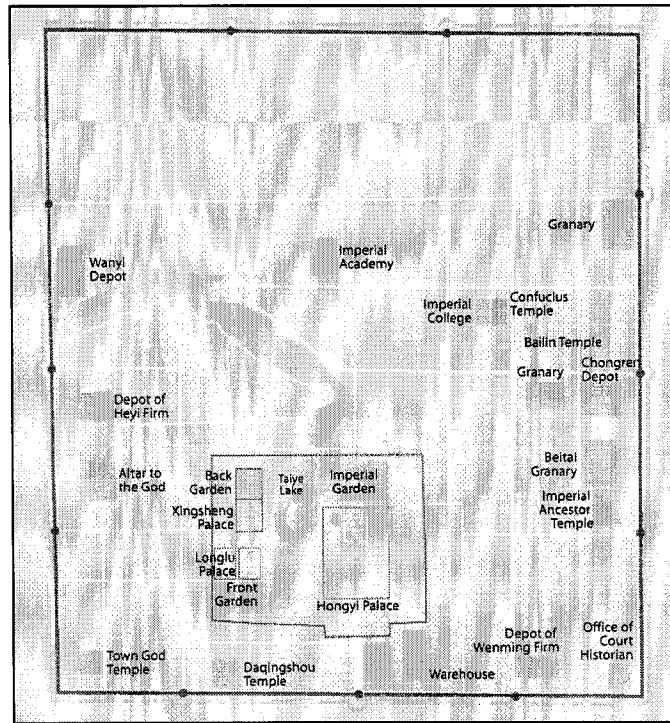 Granary
Imperial
Academy
Wanyi
Depot
Imperial
College
Confucius
Temple
Bailin Temple
Granary
Chongren
Depot
Depot of
Heyi Firm
Altar to
the God
Back
Garden
Taiye
Lake
Imperial
Garden
Beital
Granary
Xingsheng
Palace
Imperial
Ancestor
Temple
Longlu
Palace
Front
Garden
Hongyi Palace
Town God
Temple
Daqingshou
Temple
Warehouse
Depot of
Wenming Firm
Office of
Court
Historian